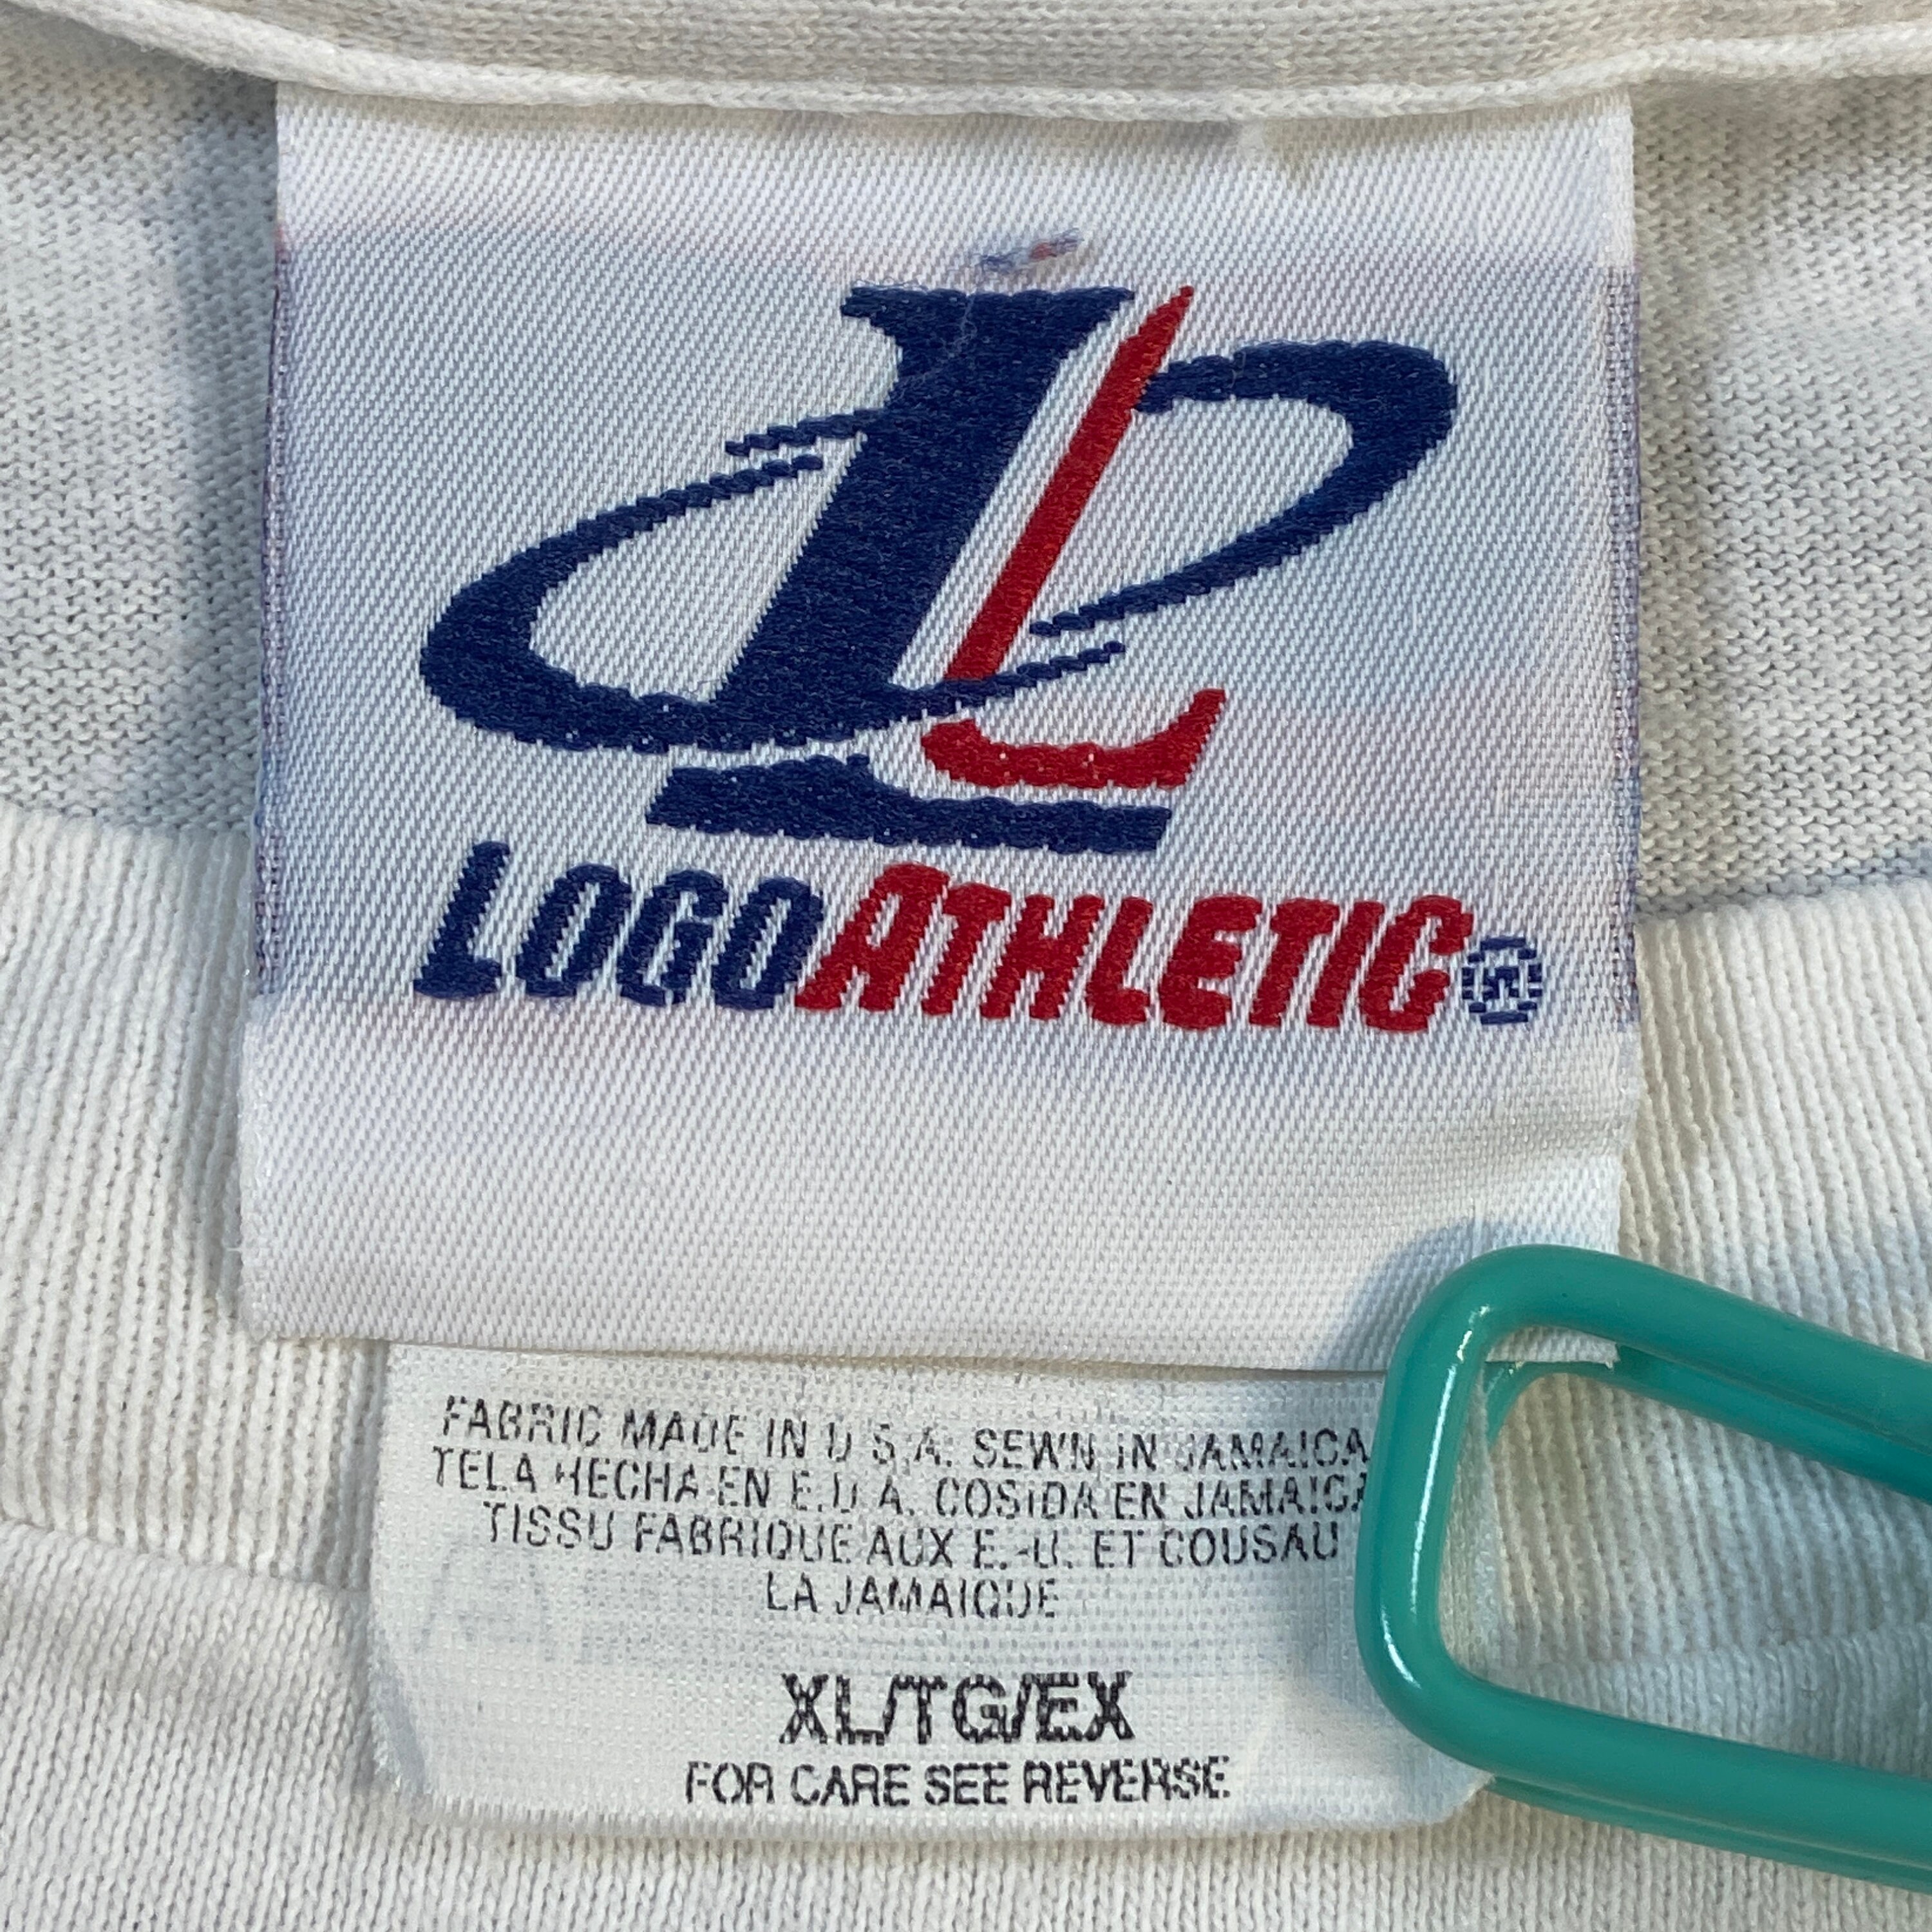 L
LOGOATHLETIC®
FABRIC MADE IN U.S.A. SEWN IN JAMAICA
TELA HECHA EN E.U.A. COSIDA EN JAMAICA
TISSU FABRIQUE AUX E.-U. ET COUSAU
LA JAMAIQUE
XL/TG/EX
FOR CARE SEE REVERSE